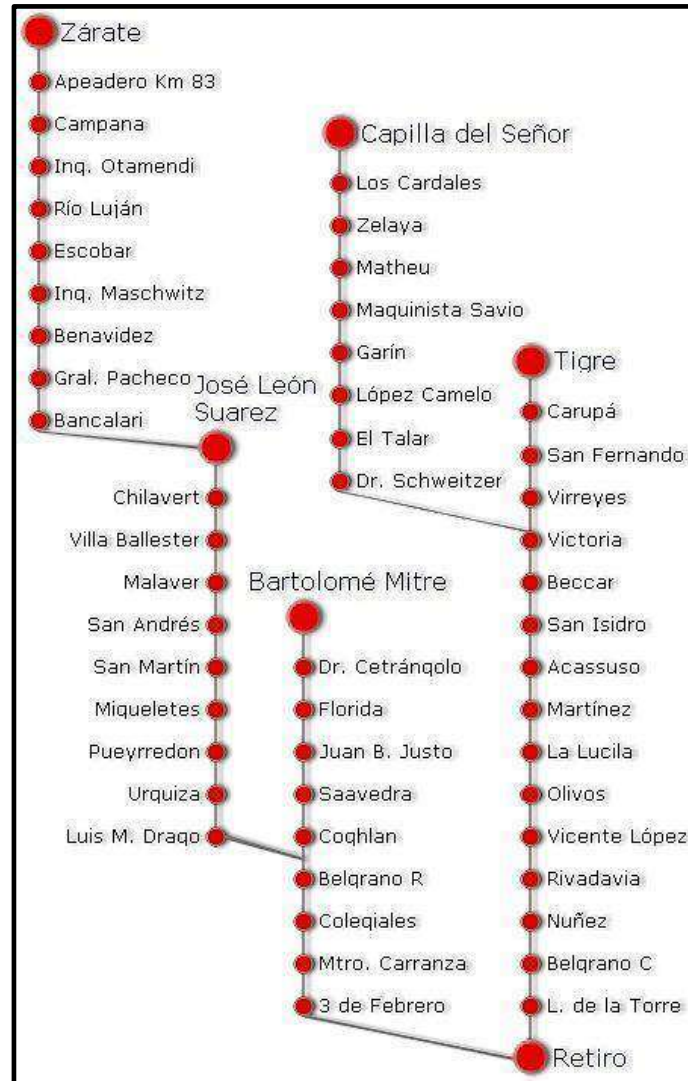 Zárate
Apeadero Km 83
Campana
Ing. Otamendi
Río Luján
Escobar
Ing. Maschwitz
Benavidez
Gral. Pacheco
Bancalari
José León
Suarez
Chilavert
Villa Ballester
Malaver
San Andrés
San Martín
Migueletes
Pueyrredon
Urquiza
Luis M. Drago
Capilla del Señor
Los Cardales
Zelaya
Matheu
Maquinista Savio
Garín
López Camelo
El Talar
Dr. Schweitzer
Bartolomé Mitre
Dr. Cetrángolo
Florida
Juan B. Justo
Saavedra
Coghlan
Belgrano R
Colegiales
Mtro. Carranza
3 de Febrero
Tigre
Carupá
San Fernando
Virreyes
Victoria
Beccar
San Isidro
Acassuso
Martínez
La Lucila
Olivos
Vicente López
Rivadavia
Nuñez
Belgrano C
L. de la Torre
Retiro